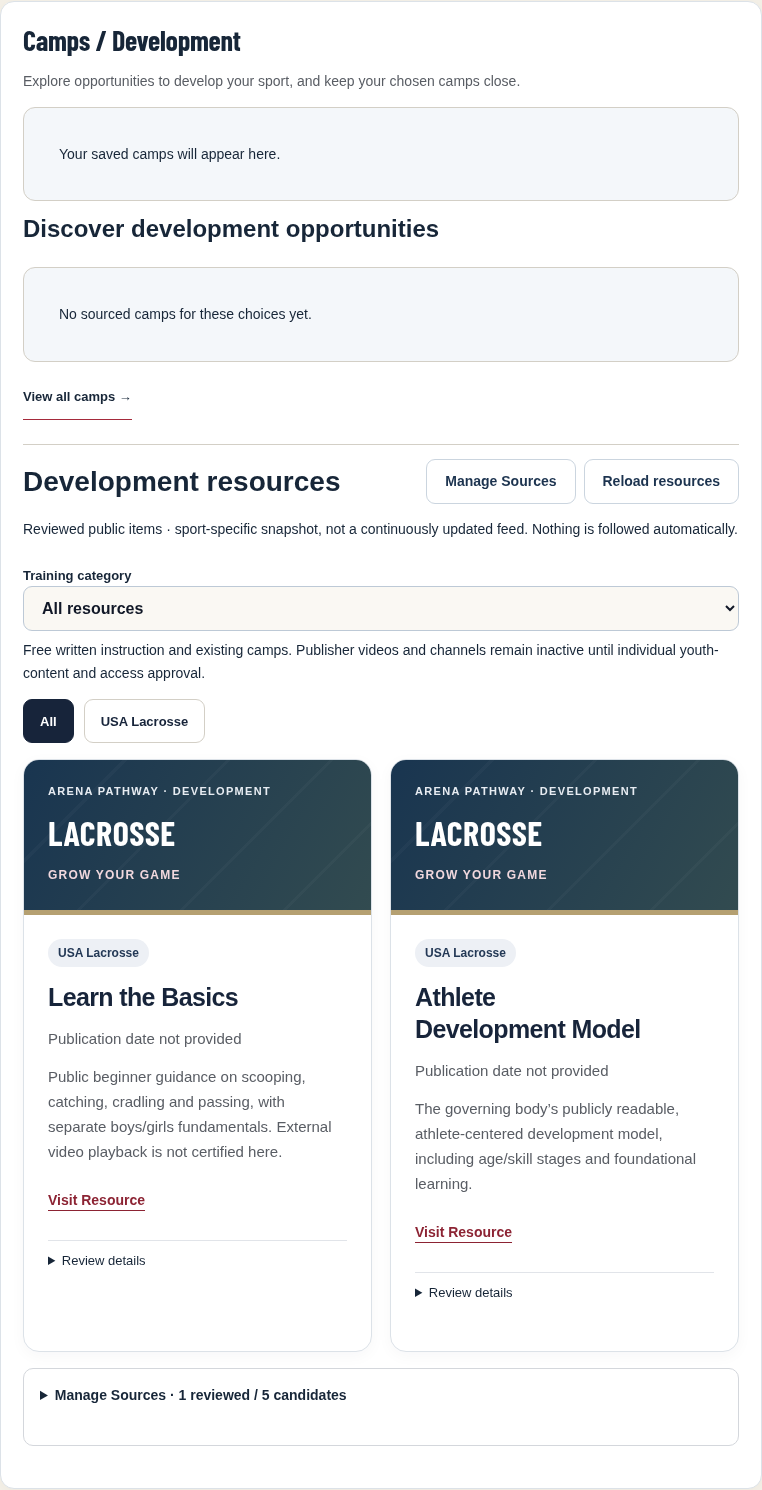 Camps / Development
Explore opportunities to develop your sport, and keep your chosen camps close.
Your saved camps will appear here.
Discover development opportunities
No sourced camps for these choices yet.
View all camps →
Development resources
Manage Sources
Reload resources
Reviewed public items · sport-specific snapshot, not a continuously updated feed. Nothing is followed automatically.
Training category
All resources
Free written instruction and existing camps. Publisher videos and channels remain inactive until individual youth-
content and access approval.
All
USA Lacrosse
ARENA PATHWAY · DEVELOPMENT
LACROSSE
GROW YOUR GAME
USA Lacrosse
Learn the Basics
Publication date not provided
Public beginner guidance on scooping,
catching, cradling and passing, with
separate boys/girls fundamentals. External
video playback is not certified here.
Visit Resource
▶ Review details
ARENA PATHWAY · DEVELOPMENT
LACROSSE
GROW YOUR GAME
USA Lacrosse
Athlete
Development Model
Publication date not provided
The governing body’s publicly readable,
athlete-centered development model,
including age/skill stages and foundational
learning.
Visit Resource
▶ Review details
▶ Manage Sources · 1 reviewed / 5 candidates